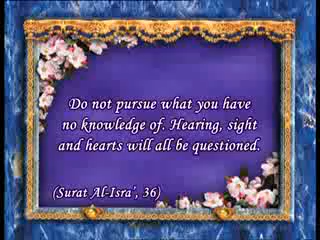 Do not pursue what you have
no knowledge of. Hearing, sight
and hearts will all be questioned.
(Surat Al-Isra', 36)